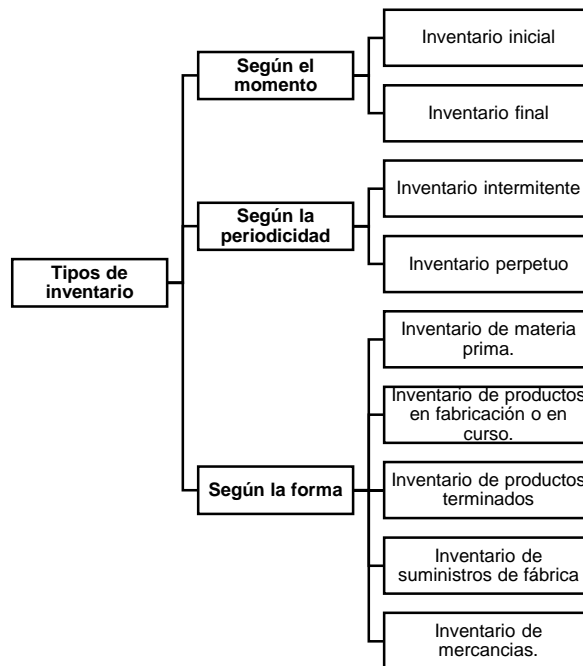 Tipos de
inventario
Según el
momento
Inventario inicial
Inventario final
Según la
periodicidad
Inventario intermitente
Inventario perpetuo
Según la forma
Inventario de materia
prima.
Inventario de productos
en fabricación o en
curso.
Inventario de productos
terminados
Inventario de
suministros de fábrica
Inventario de
mercancias.